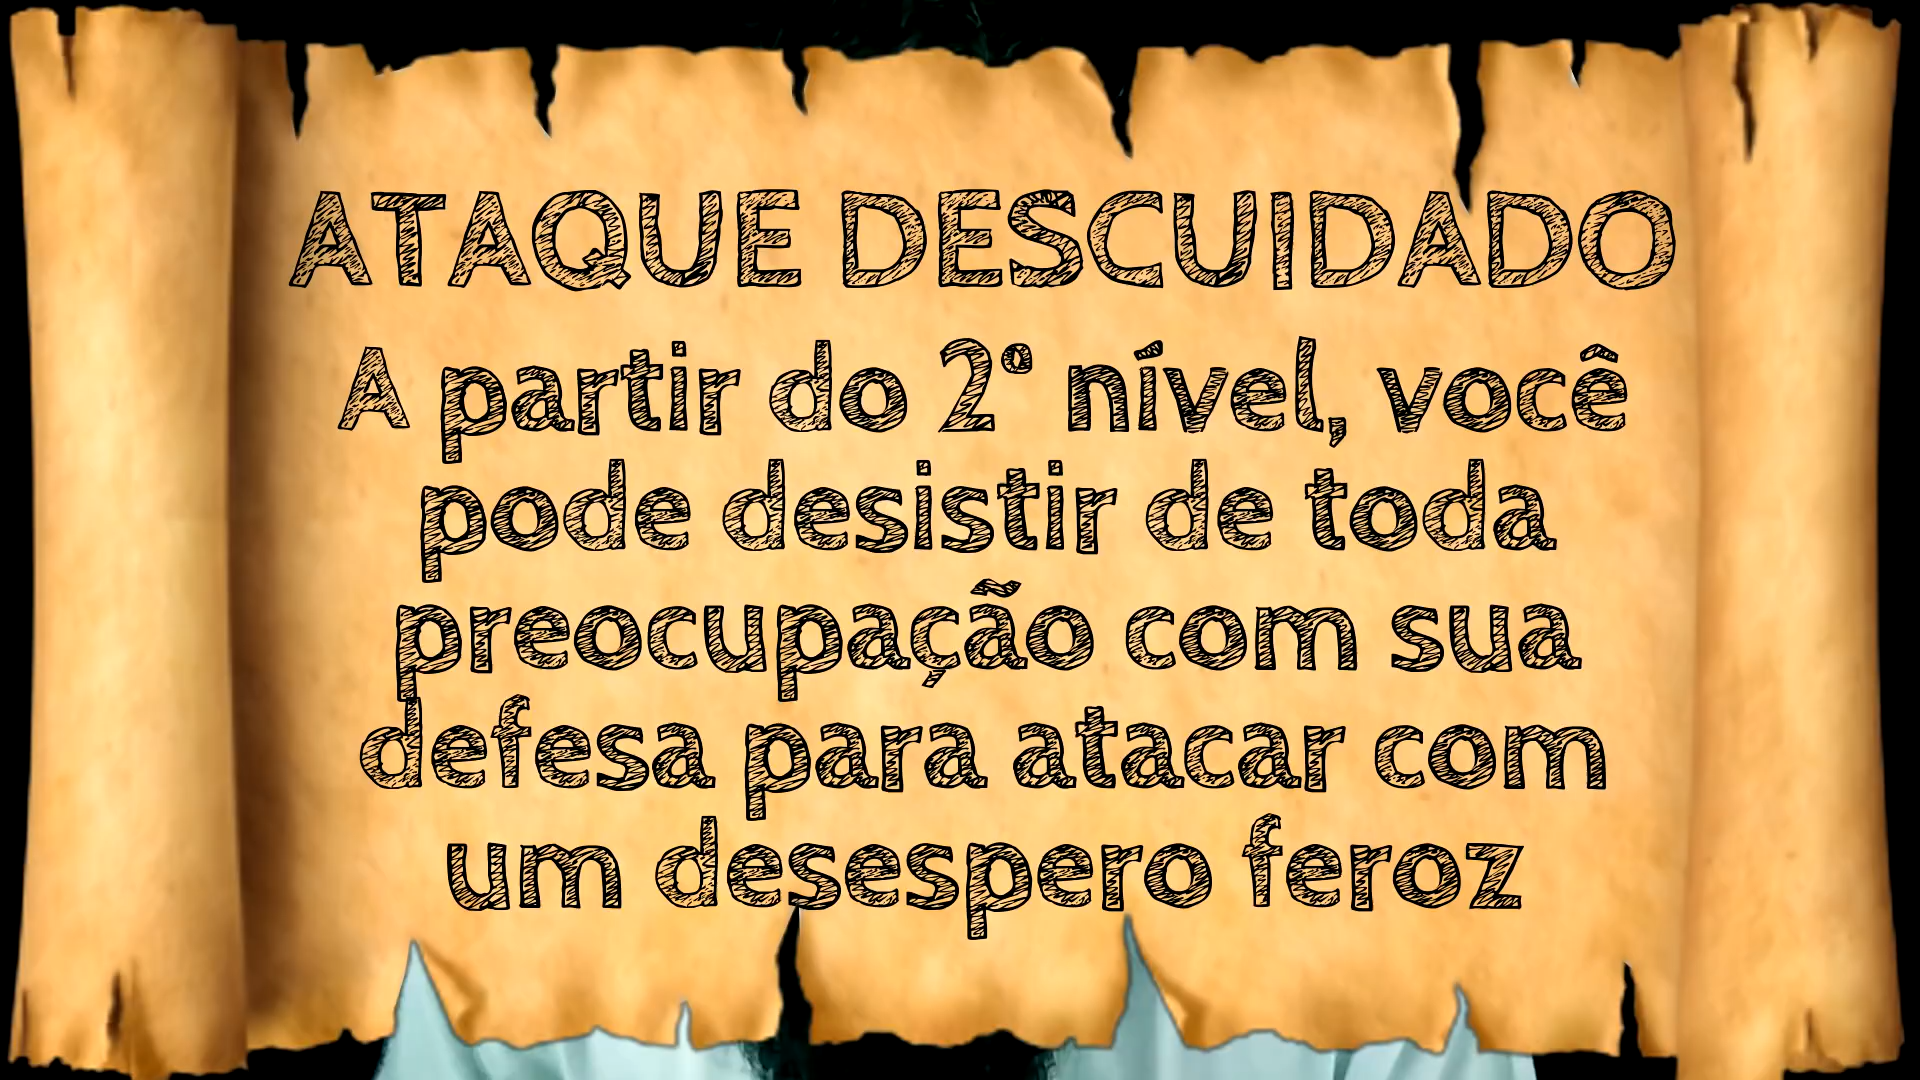 ATAQUE DESCUIDADO
A partir do 2º nível, você
pode desistir de toda
preocupação com sua
defesa para atacar com
um desespero feroz